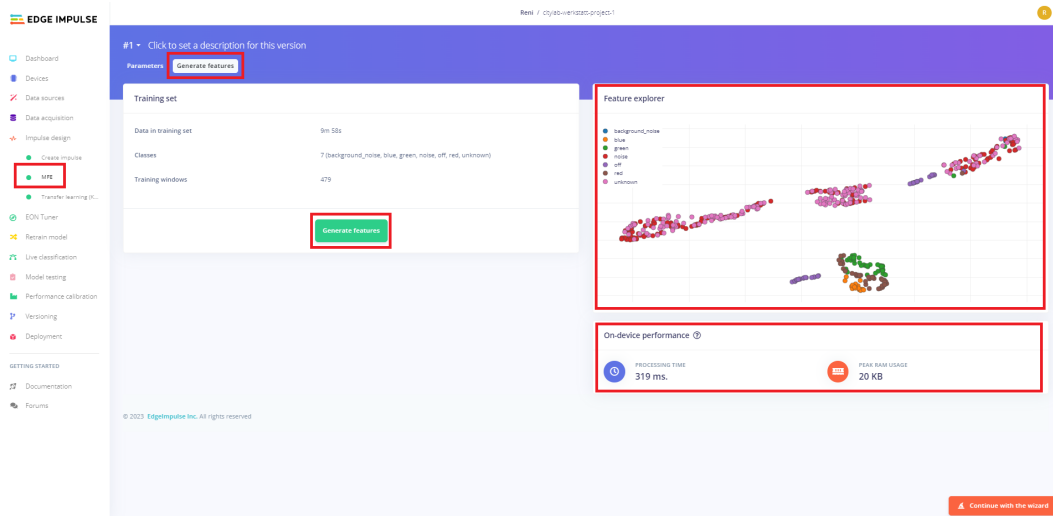 EDGE IMPULSE
Reni / citylab-werkstatt-project-1
R
#1 Click to set a description for this version
Parameters Generate features
Dashboard
Devices
Data sources
Data acquisition
Impulse design
Create impulse
MFE
Transfer learning (K...
EON Tuner
Retrain model
Live classification
Model testing
Performance calibration
Versioning
Deployment
GETTING STARTED
Documentation
Forums
Training set
Data in training set 9m 58s
Classes 7 (background_noise, blue, green, noise, off, red, unknown)
Training windows 479
Generate features
Feature explorer
background_noise
blue
green
noise
off
red
unknown
On-device performance ?
PROCESSING TIME
319 ms.
PEAK RAM USAGE
20 KB
© 2023 EdgeImpulse Inc. All rights reserved
Continue with the wizard